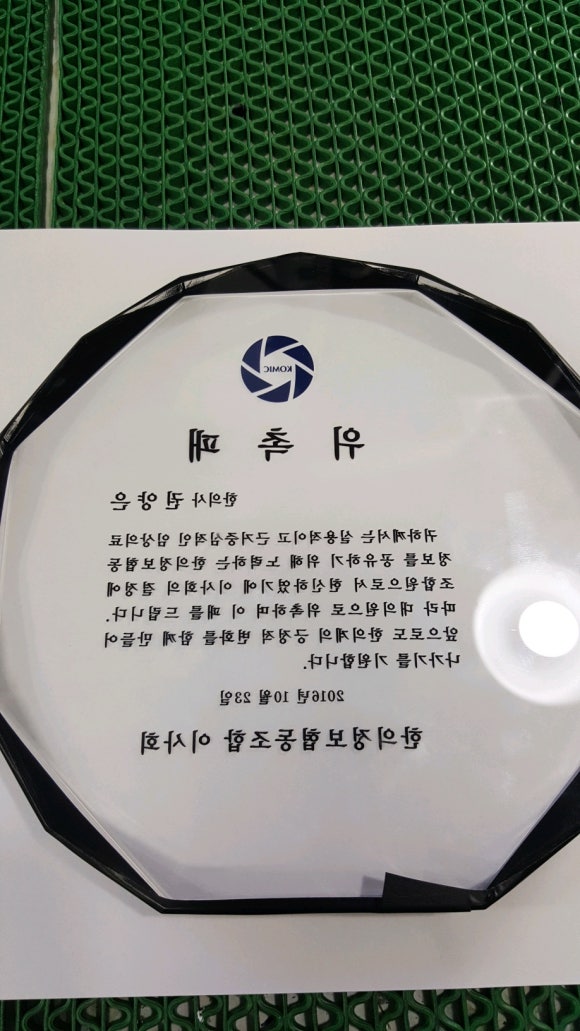 KOMIC
위 촉 패
한의사 권 양 은
귀하께서는 실용적이고 근거중심적인 임상의료
정보를 공유하기 위해 노력하는 한의정보협동
조합원으로서 헌신하였기에 이사회의 결정에
따라 대의원으로 위촉하며 이 패를 드립니다.
앞으로도 한의계의 긍정적 변화를 함께 만들어
나가기를 기원합니다.
2016년 10월 23일
한의정보협동조합 이사회